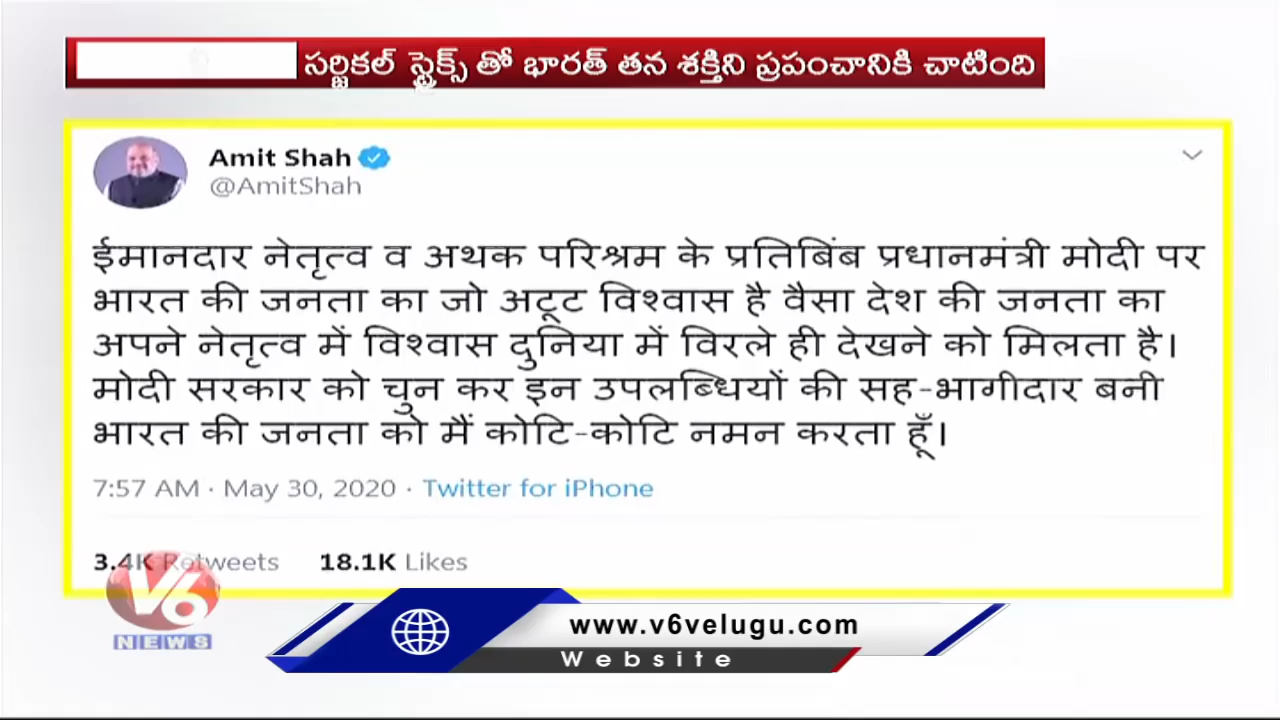 సర్జికల్ స్ట్రైక్స్ తో భారత్ తన శక్తిని ప్రపంచానికి చాటింది
Amit Shah
@AmitShah
ईमानदार नेतृत्व व अथक परिश्रम के प्रतिबिंब प्रधानमंत्री मोदी पर
भारत की जनता का जो अटूट विश्वास है वैसा देश की जनता का
अपने नेतृत्व में विश्वास दुनिया में विरले ही देखने को मिलता है।
मोदी सरकार को चुन कर इन उपलब्धियों की सह-भागीदार बनी
भारत की जनता को मैं कोटि-कोटि नमन करता हूँ।
7:57 AM · May 30, 2020 · Twitter for iPhone
3.4K Retweets 18.1K Likes
V6
NEWS
www.v6velugu.com
Website